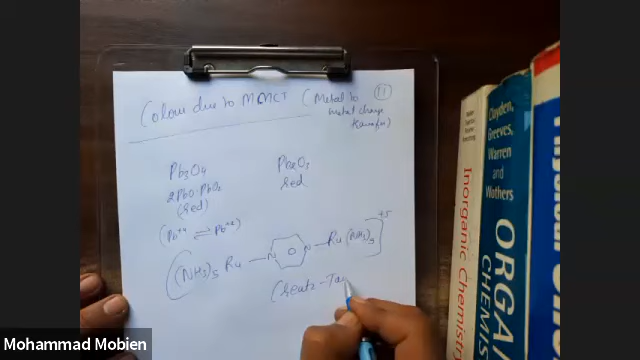 Colour due to MMCT (Metal to
metal charge
transfer)
11
Pb3O4
2PbO·PbO2
(red)
(Pb+4 ⇌ Pb+2)
Pb2O3
red
[(NH3)5 Ru — N N — Ru (NH3)5]+5
Creutz-Tau
Inorganic Chemistry
Clayden,
Greeves,
Warren
and
Wothers
ORGA
CHEMIS
Mohammad Mobien